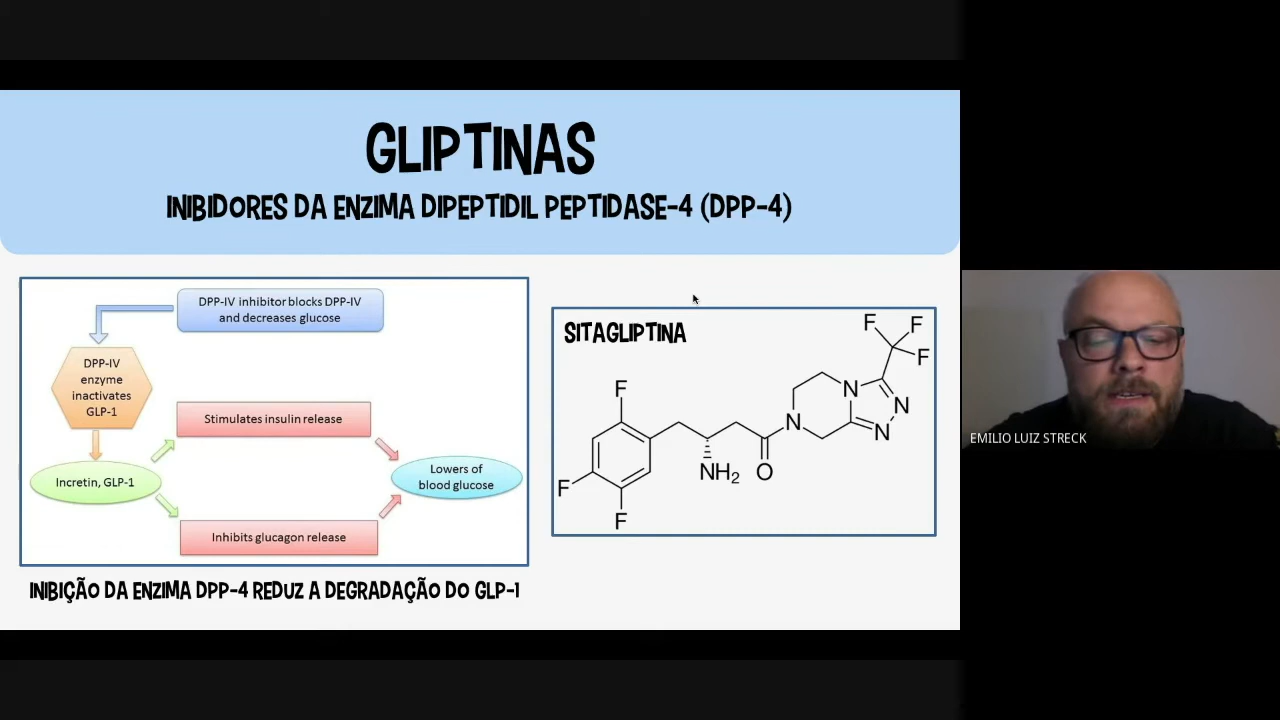 GLIPTINAS
INIBIDORES DA ENZIMA DIPEPTIDIL PEPTIDASE-4 (DPP-4)
DPP-IV inhibitor blocks DPP-IV
and decreases glucose
DPP-IV
enzyme
inactivates
GLP-1
Stimulates insulin release
Incretin, GLP-1
Lowers of
blood glucose
Inhibits glucagon release
INIBIÇÃO DA ENZIMA DPP-4 REDUZ A DEGRADAÇÃO DO GLP-1
SITAGLIPTINA
F
F
F
F
N
N
N
N
N
F
NH₂
O
F
EMILIO LUIZ STRECK